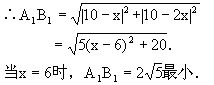 ∴A₁B₁ = √(|10−x|²+|10−2x|²)
= √(5(x−6)²+20).
当x = 6时，A₁B₁ = 2√5最小.